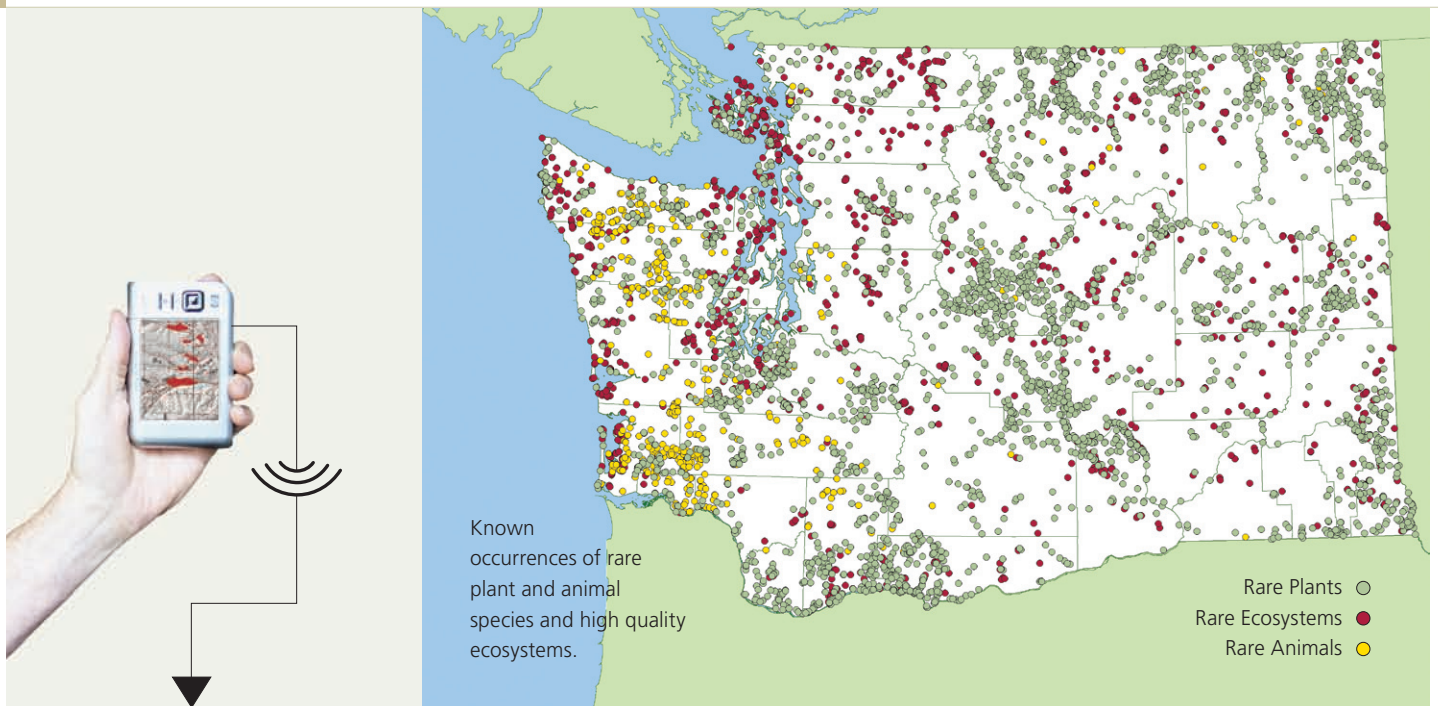 Known
occurrences of rare
plant and animal
species and high quality
ecosystems.
Rare Plants
Rare Ecosystems
Rare Animals